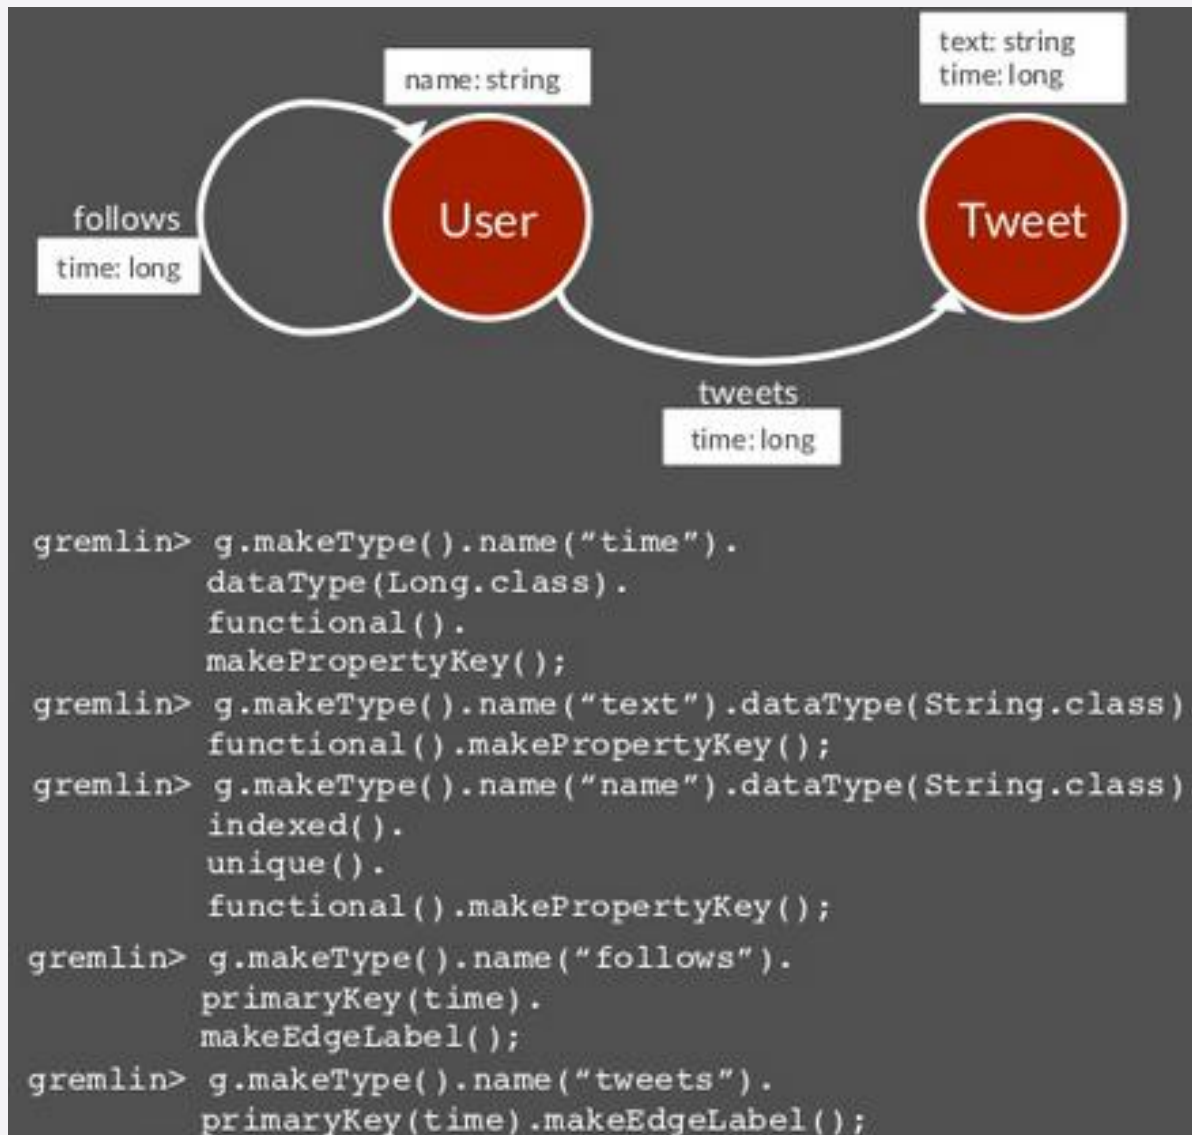 text: string
time: long
name: string
User
Tweet
follows
time: long
tweets
time: long
gremlin> g.makeType().name(“time”).
dataType(Long.class).
functional().
makePropertyKey();
gremlin> g.makeType().name(“text”).dataType(String.class)
functional().makePropertyKey();
gremlin> g.makeType().name(“name”).dataType(String.class)
indexed().
unique().
functional().makePropertyKey();
gremlin> g.makeType().name(“follows”).
primaryKey(time).
makeEdgeLabel();
gremlin> g.makeType().name(“tweets”).
primaryKey(time).makeEdgeLabel();